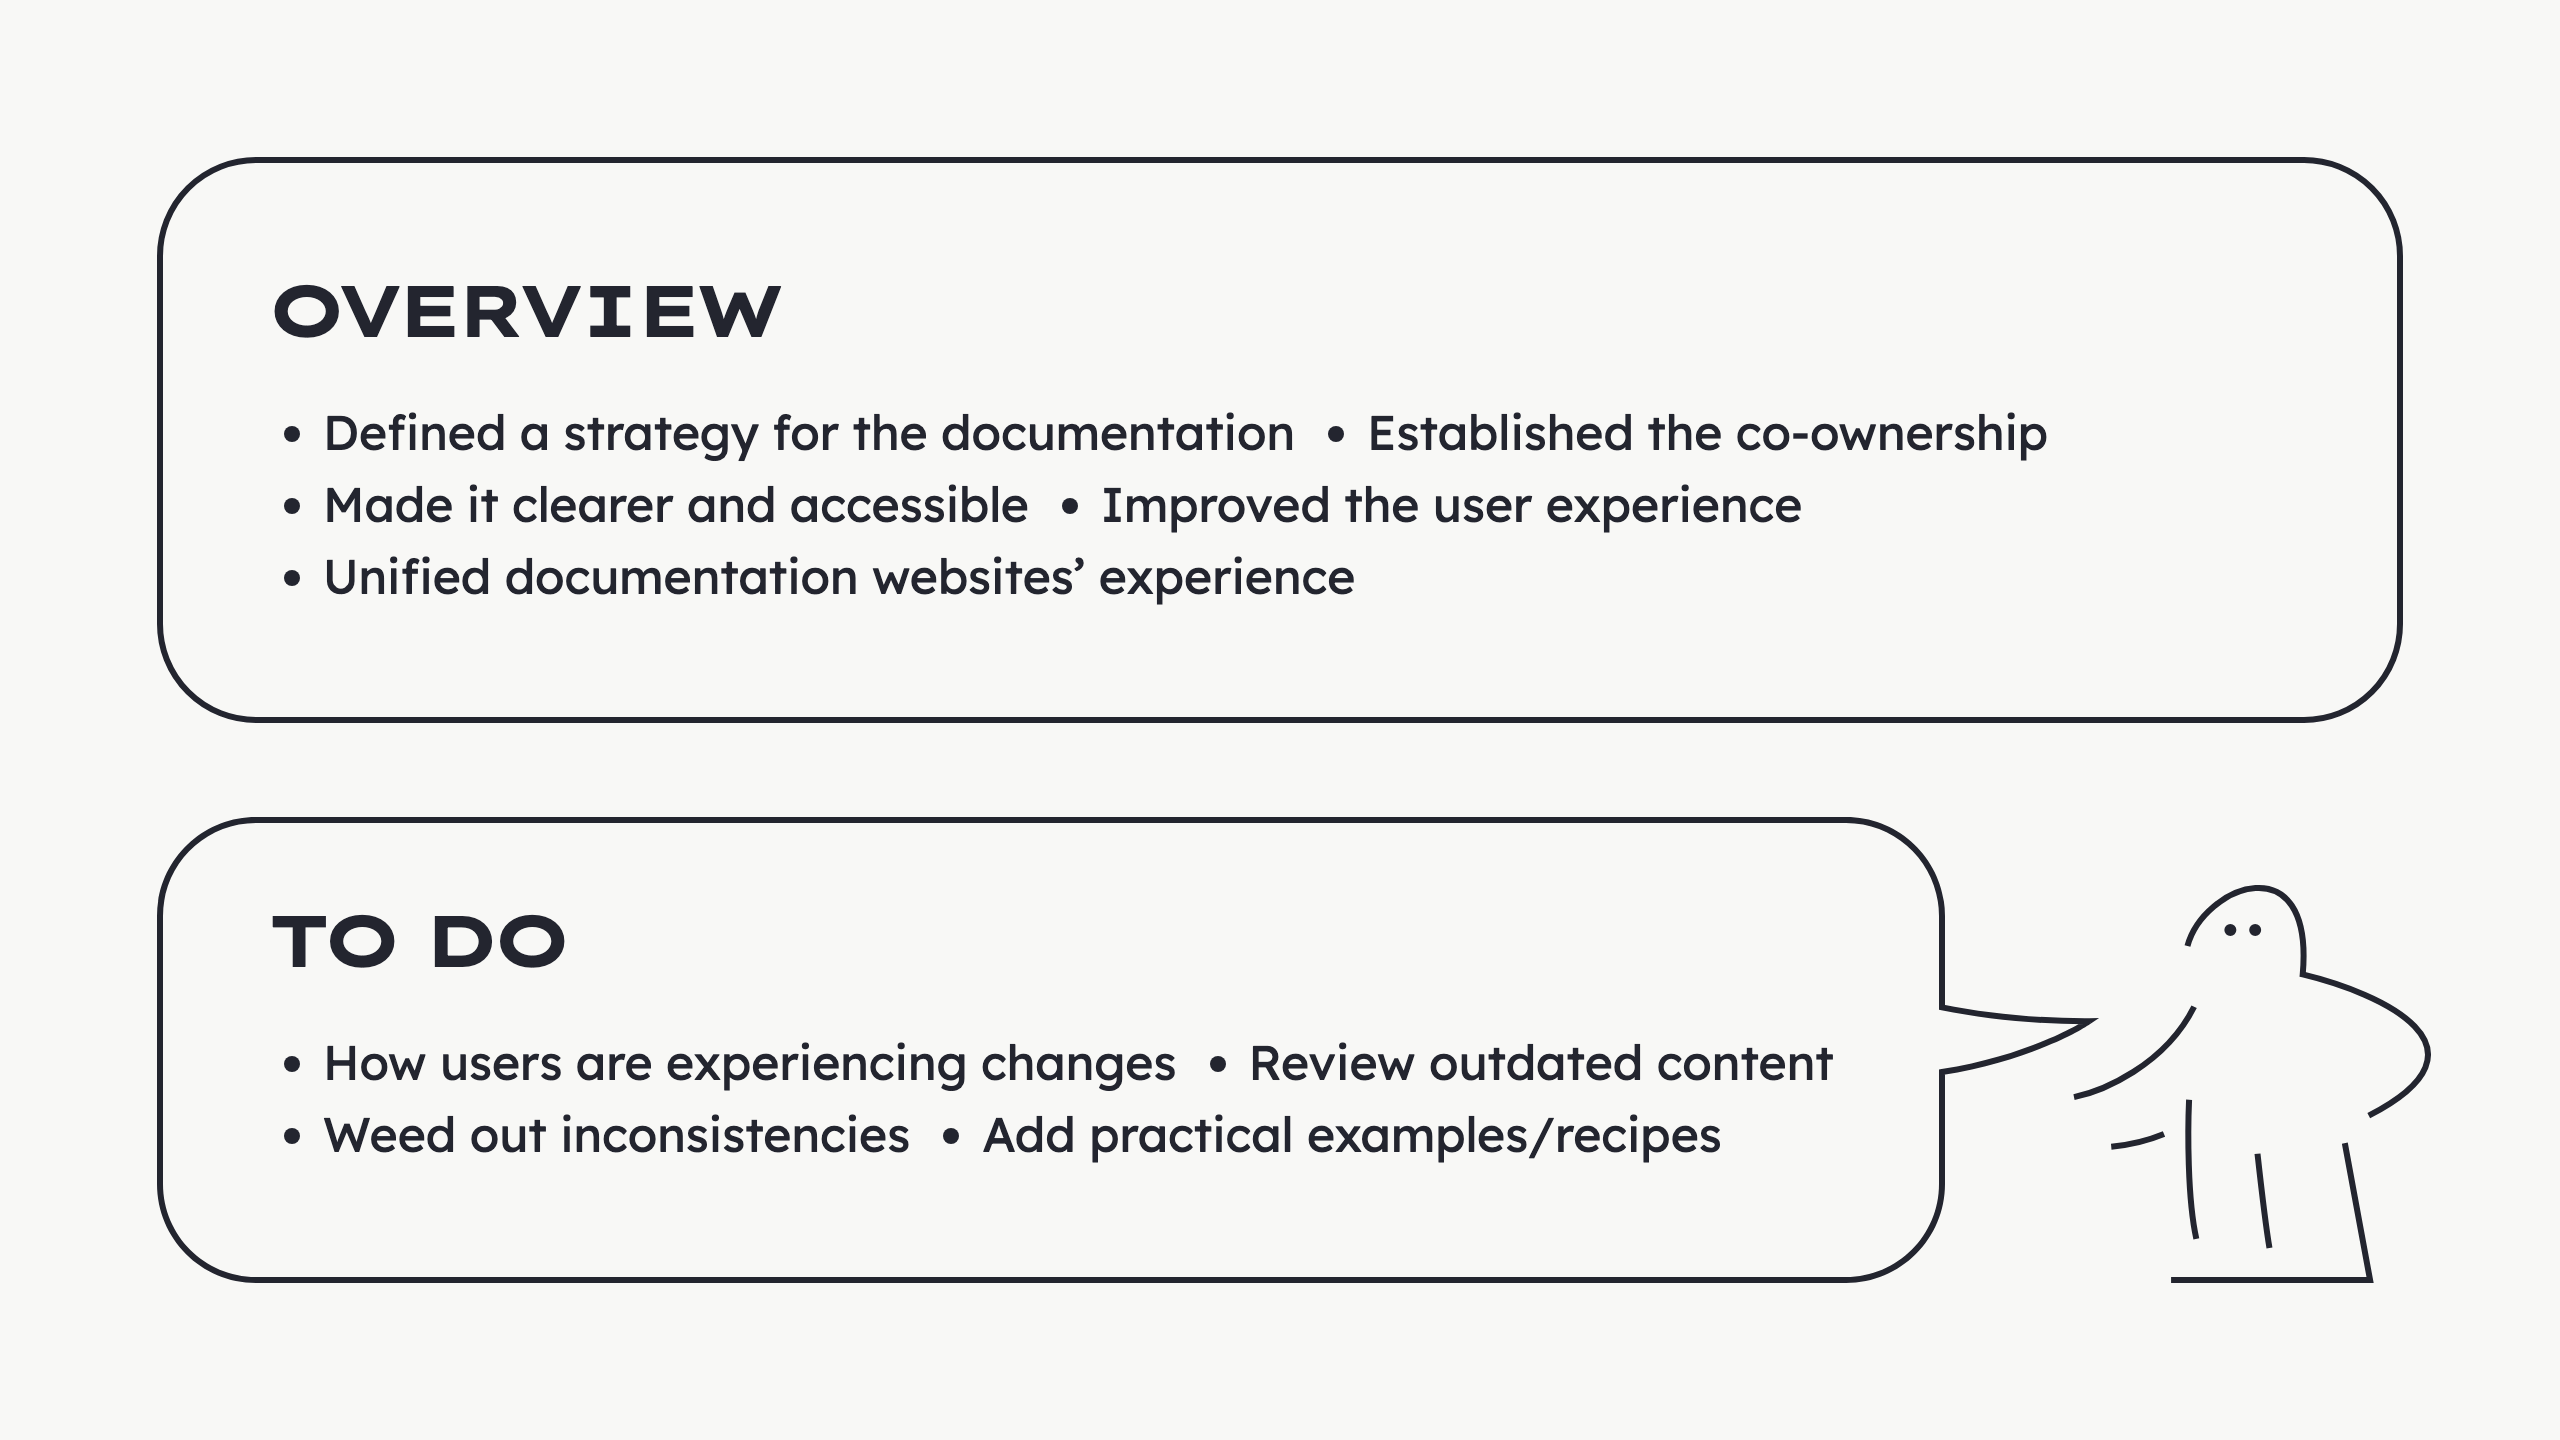 OVERVIEW
• Defined a strategy for the documentation • Established the co-ownership
• Made it clearer and accessible • Improved the user experience
• Unified documentation websites’ experience
TO DO
• How users are experiencing changes • Review outdated content
• Weed out inconsistencies • Add practical examples/recipes